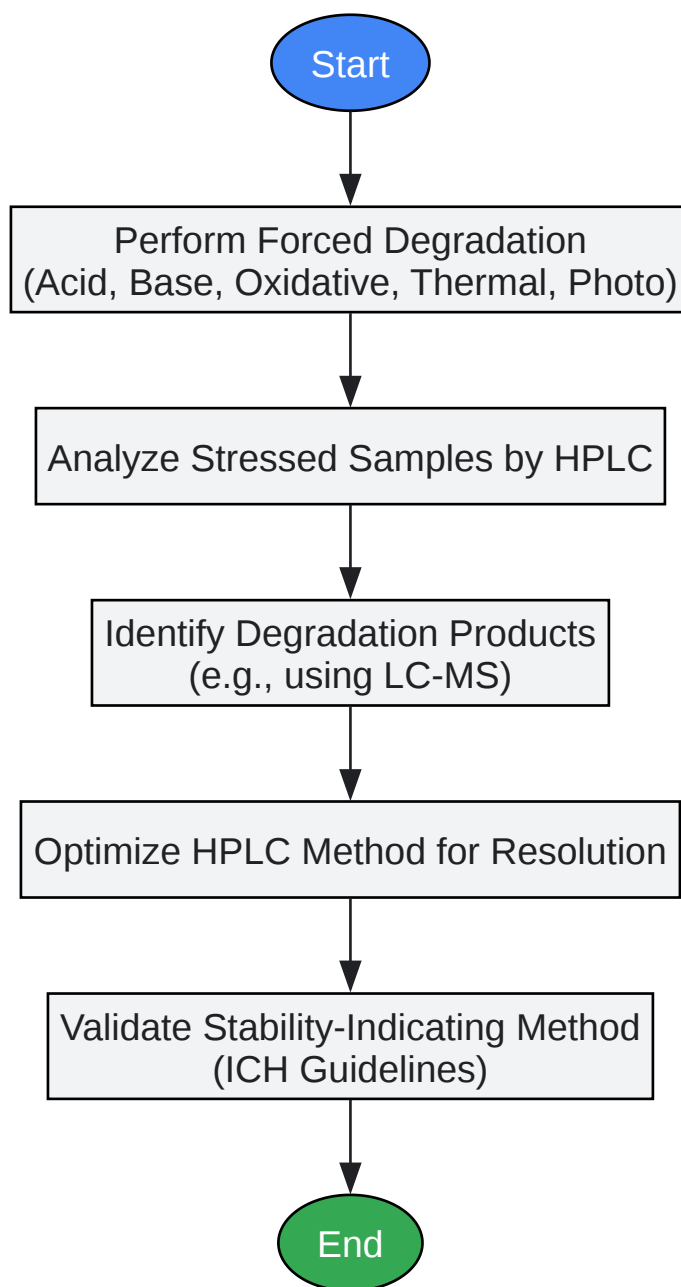 Start
Perform Forced Degradation
(Acid, Base, Oxidative, Thermal, Photo)
Analyze Stressed Samples by HPLC
Identify Degradation Products
(e.g., using LC-MS)
Optimize HPLC Method for Resolution
Validate Stability-Indicating Method
(ICH Guidelines)
End